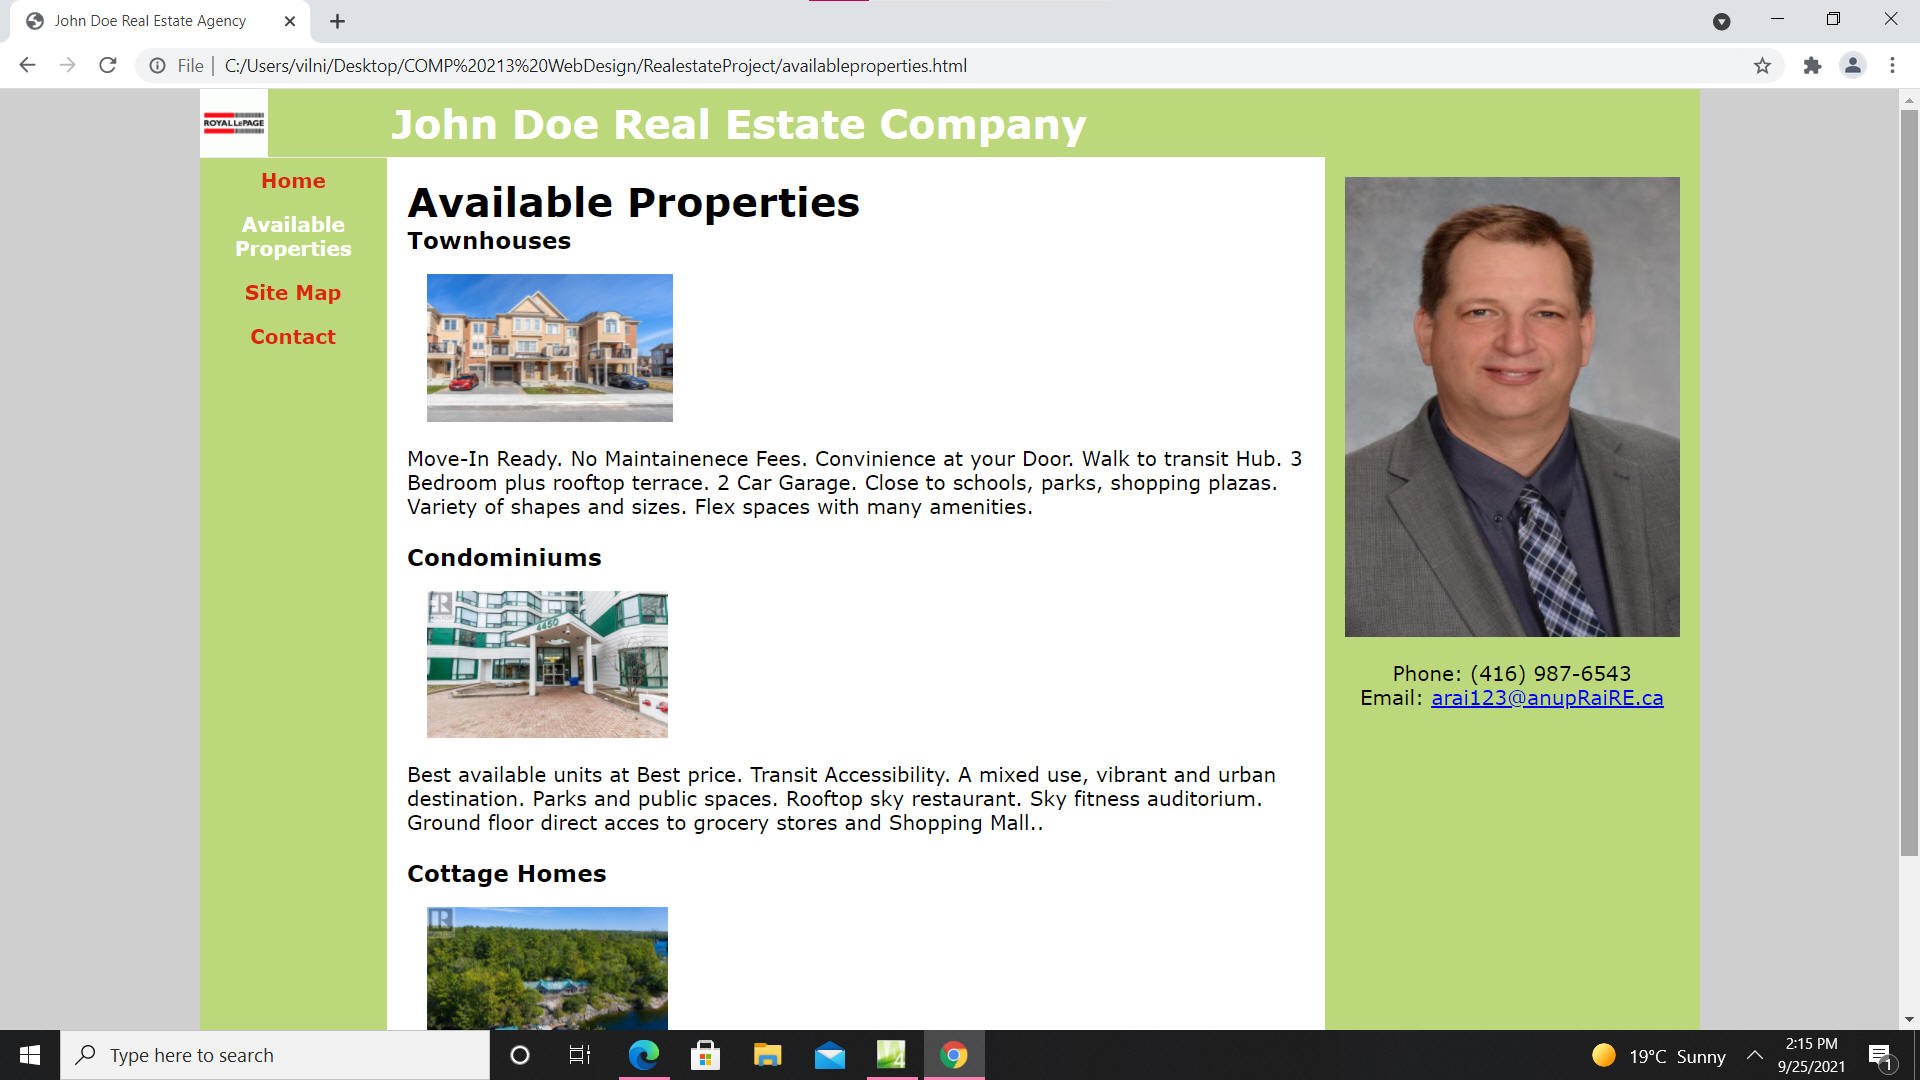 John Doe Real Estate Agency
File
C:/Users/vilni/Desktop/COMP%20213%20WebDesign/RealestateProject/availableproperties.html
ROYAL LEPAGE
John Doe Real Estate Company
Home
Available
Properties
Site Map
Contact
Available Properties
Townhouses
Move-In Ready. No Maintainenece Fees. Convinience at your Door. Walk to transit Hub. 3
Bedroom plus rooftop terrace. 2 Car Garage. Close to schools, parks, shopping plazas.
Variety of shapes and sizes. Flex spaces with many amenities.
Condominiums
R
4450
Best available units at Best price. Transit Accessibility. A mixed use, vibrant and urban
destination. Parks and public spaces. Rooftop sky restaurant. Sky fitness auditorium.
Ground floor direct acces to grocery stores and Shopping Mall..
Cottage Homes
R
Phone: (416) 987-6543
Email: arai123@anupRaiRE.ca
Type here to search
4
19°C Sunny
2:15 PM
9/25/2021
1